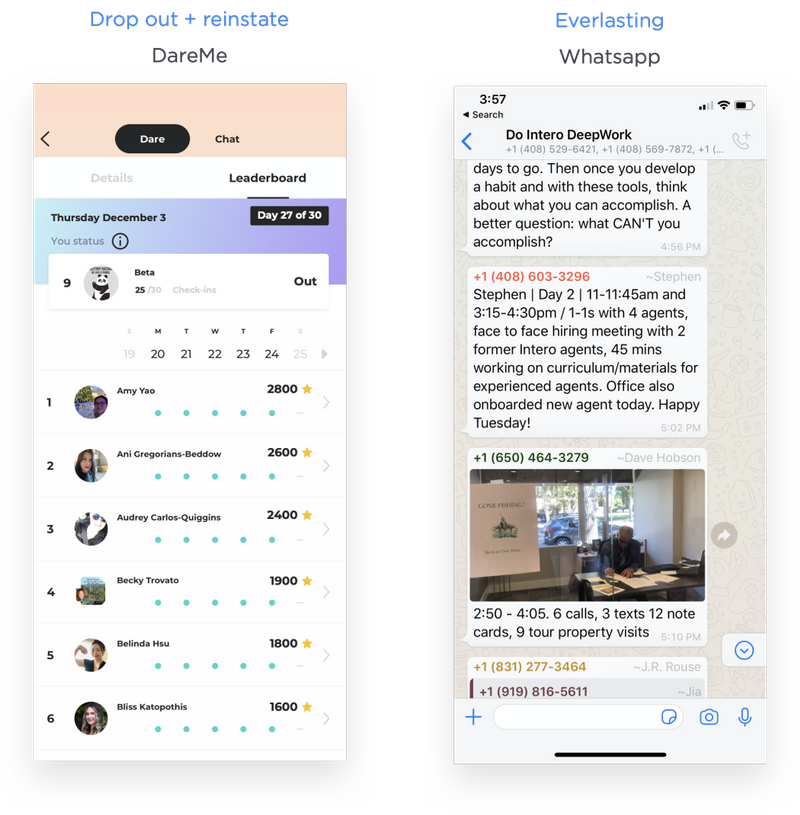 Drop out + reinstate
DareMe
Dare
Chat
Details
Leaderboard
Thursday December 3
Day 27 of 30
You status
9
Beta
25 /30 Check-ins
Out
S M T W T F S
19 20 21 22 23 24 25
1
Amy Yao
2800
2
Ani Gregorians-Beddow
2600
3
Audrey Carlos-Quiggins
2400
4
Becky Trovato
1900
5
Belinda Hsu
1800
6
Bliss Katopothis
1600
Everlasting
Whatsapp
3:57
Search
Do Intero DeepWork
+1 (408) 529-6421, +1 (408) 569-7872, +1 (...
days to go. Then once you develop
a habit and with these tools, think
about what you can accomplish. A
better question: what CAN'T you
accomplish?
4:56 PM
+1 (408) 603-3296
~Stephen
Stephen | Day 2 | 11-11:45am and
3:15-4:30pm / 1-1s with 4 agents,
face to face hiring meeting with 2
former Intero agents, 45 mins
working on curriculum/materials for
experienced agents. Office also
onboarded new agent today. Happy
Tuesday!
5:02 PM
+1 (650) 464-3279
~Dave Hobson
GONE FISHING!
2:50 - 4:05. 6 calls, 3 texts 12 note
cards, 9 tour property visits
5:10 PM
+1 (831) 277-3464
~J.R. Rouse
+1 (919) 816-5611
~Jia